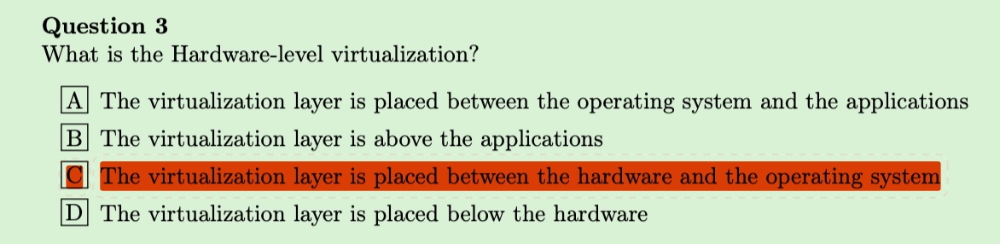 Question 3
What is the Hardware-level virtualization?
A The virtualization layer is placed between the operating system and the applications
B The virtualization layer is above the applications
C The virtualization layer is placed between the hardware and the operating system
D The virtualization layer is placed below the hardware